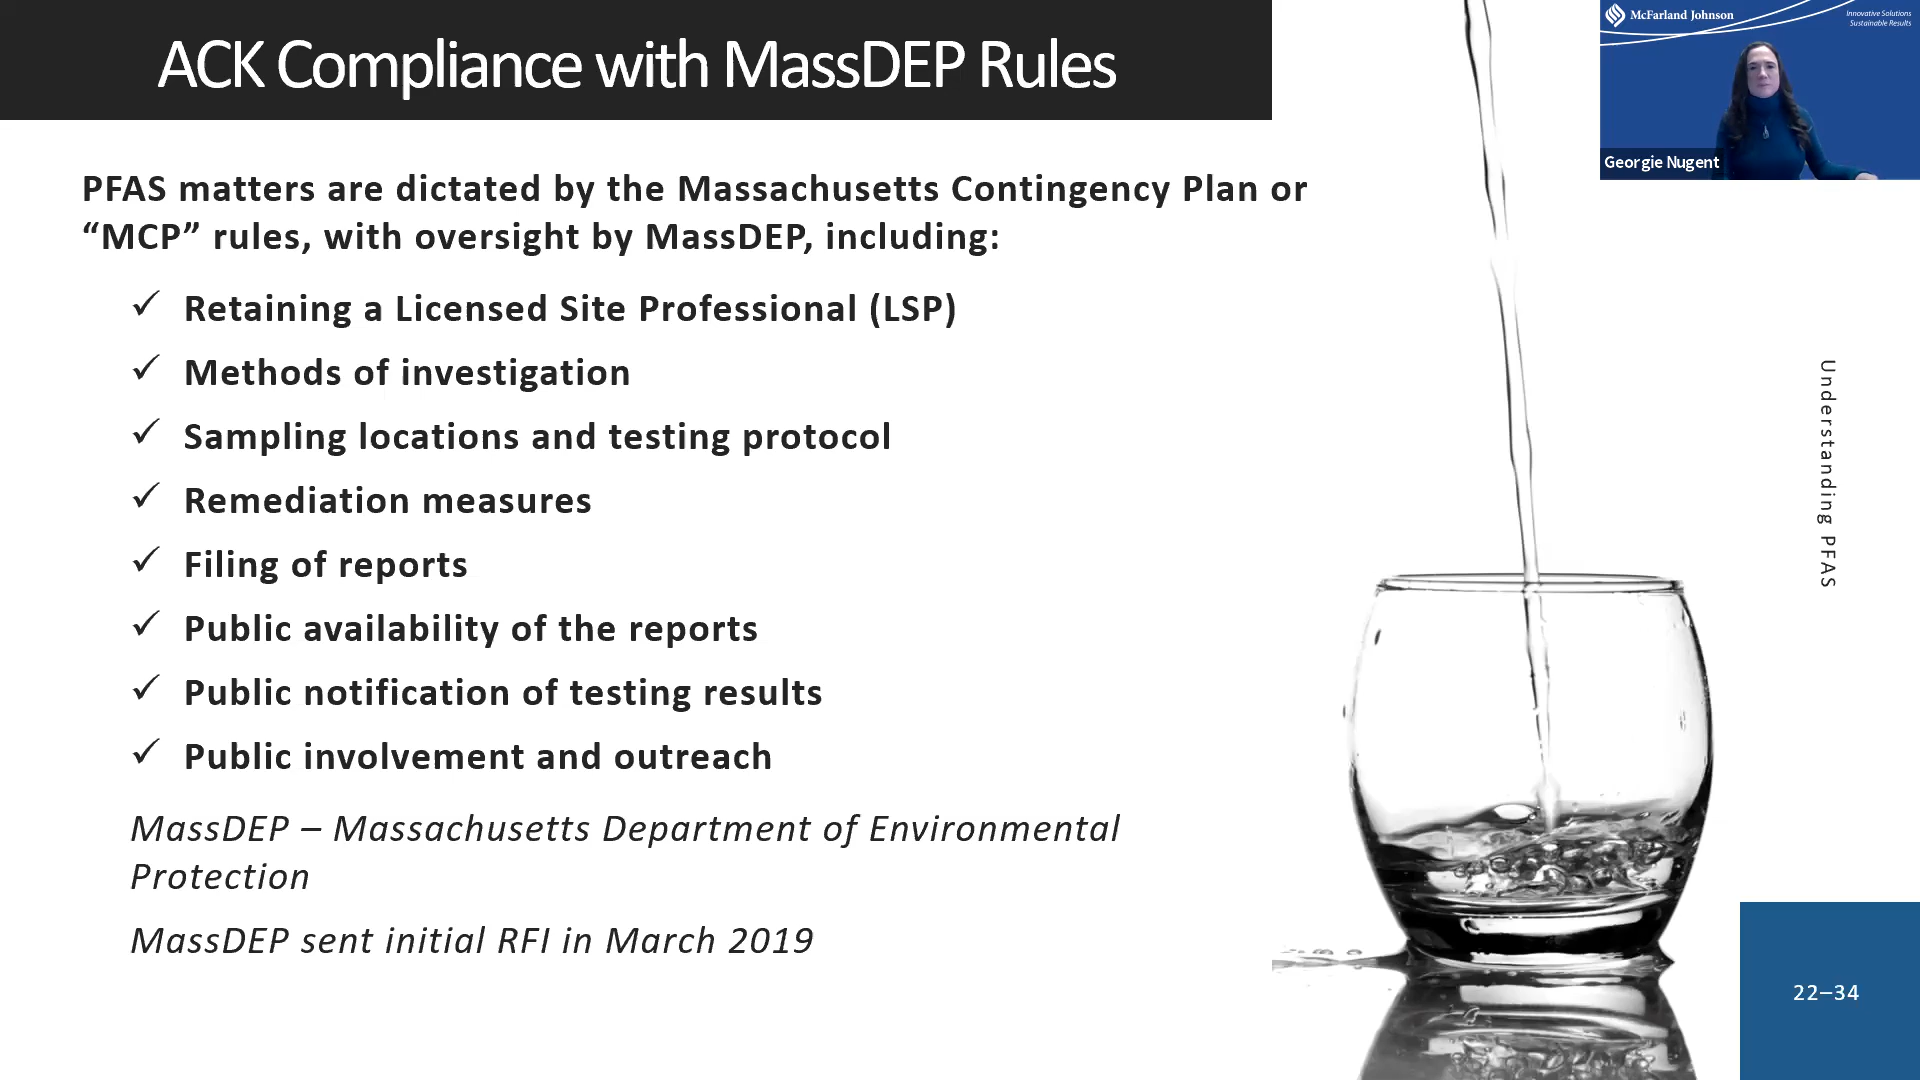 ACK Compliance with MassDEP Rules
McFarland Johnson
Innovative Solutions
Sustainable Results
Georgie Nugent
PFAS matters are dictated by the Massachusetts Contingency Plan or
“MCP” rules, with oversight by MassDEP, including:
✓ Retaining a Licensed Site Professional (LSP)
✓ Methods of investigation
✓ Sampling locations and testing protocol
✓ Remediation measures
✓ Filing of reports
✓ Public availability of the reports
✓ Public notification of testing results
✓ Public involvement and outreach
MassDEP – Massachusetts Department of Environmental
Protection
MassDEP sent initial RFI in March 2019
Understanding PFAS
22–34